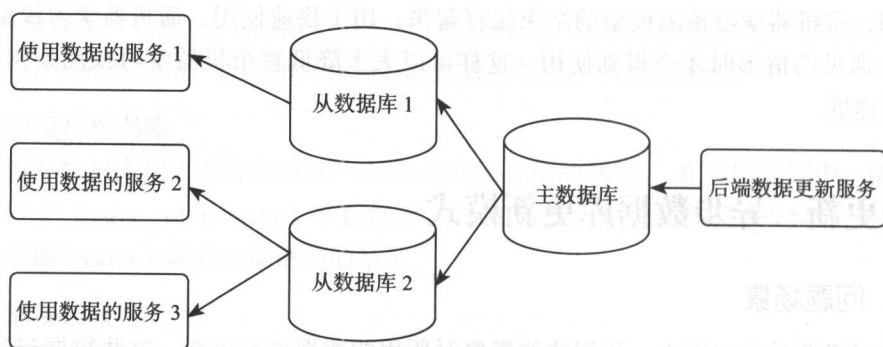 使用数据的服务 1
从数据库 1
使用数据的服务 2
主数据库
后端数据更新服务
从数据库 2
使用数据的服务 3